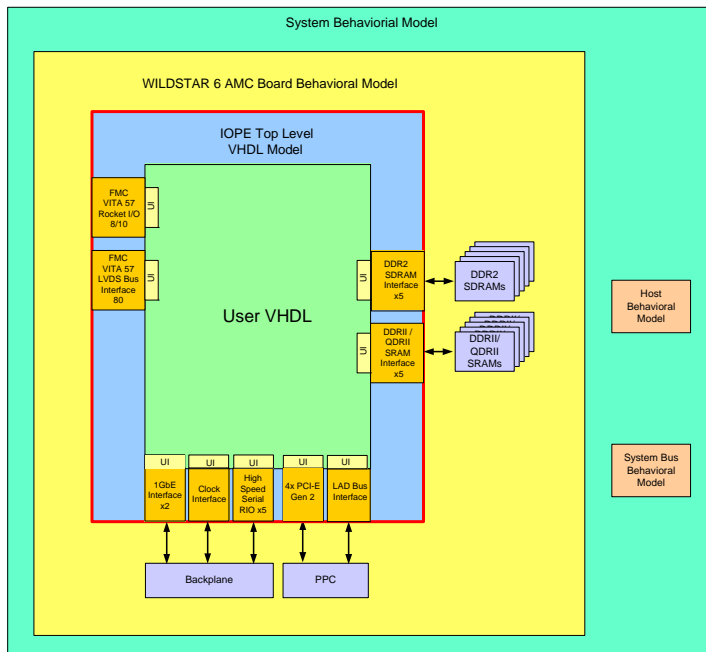 System Behaviorial Model
WILDSTAR 6 AMC Board Behavioral Model
IOPE Top Level
VHDL Model
FMC
VITA 57
Rocket I/O
8/10
UI
FMC
VITA 57
LVDS Bus
Interface
80
UI
User VHDL
UI
DDR2
SDRAM
Interface
x5
DDR2
SDRAMs
UI
DDRII /
QDRII
SRAM
Interface
x5
DDRII/
QDRII
SRAMs
Host
Behavioral
Model
System Bus
Behavioral
Model
UI
UI
UI
UI
UI
1GbE
Interface
x2
Clock
Interface
High
Speed
Serial
RIO x5
4x PCI-E
Gen 2
LAD Bus
Interface
Backplane
PPC